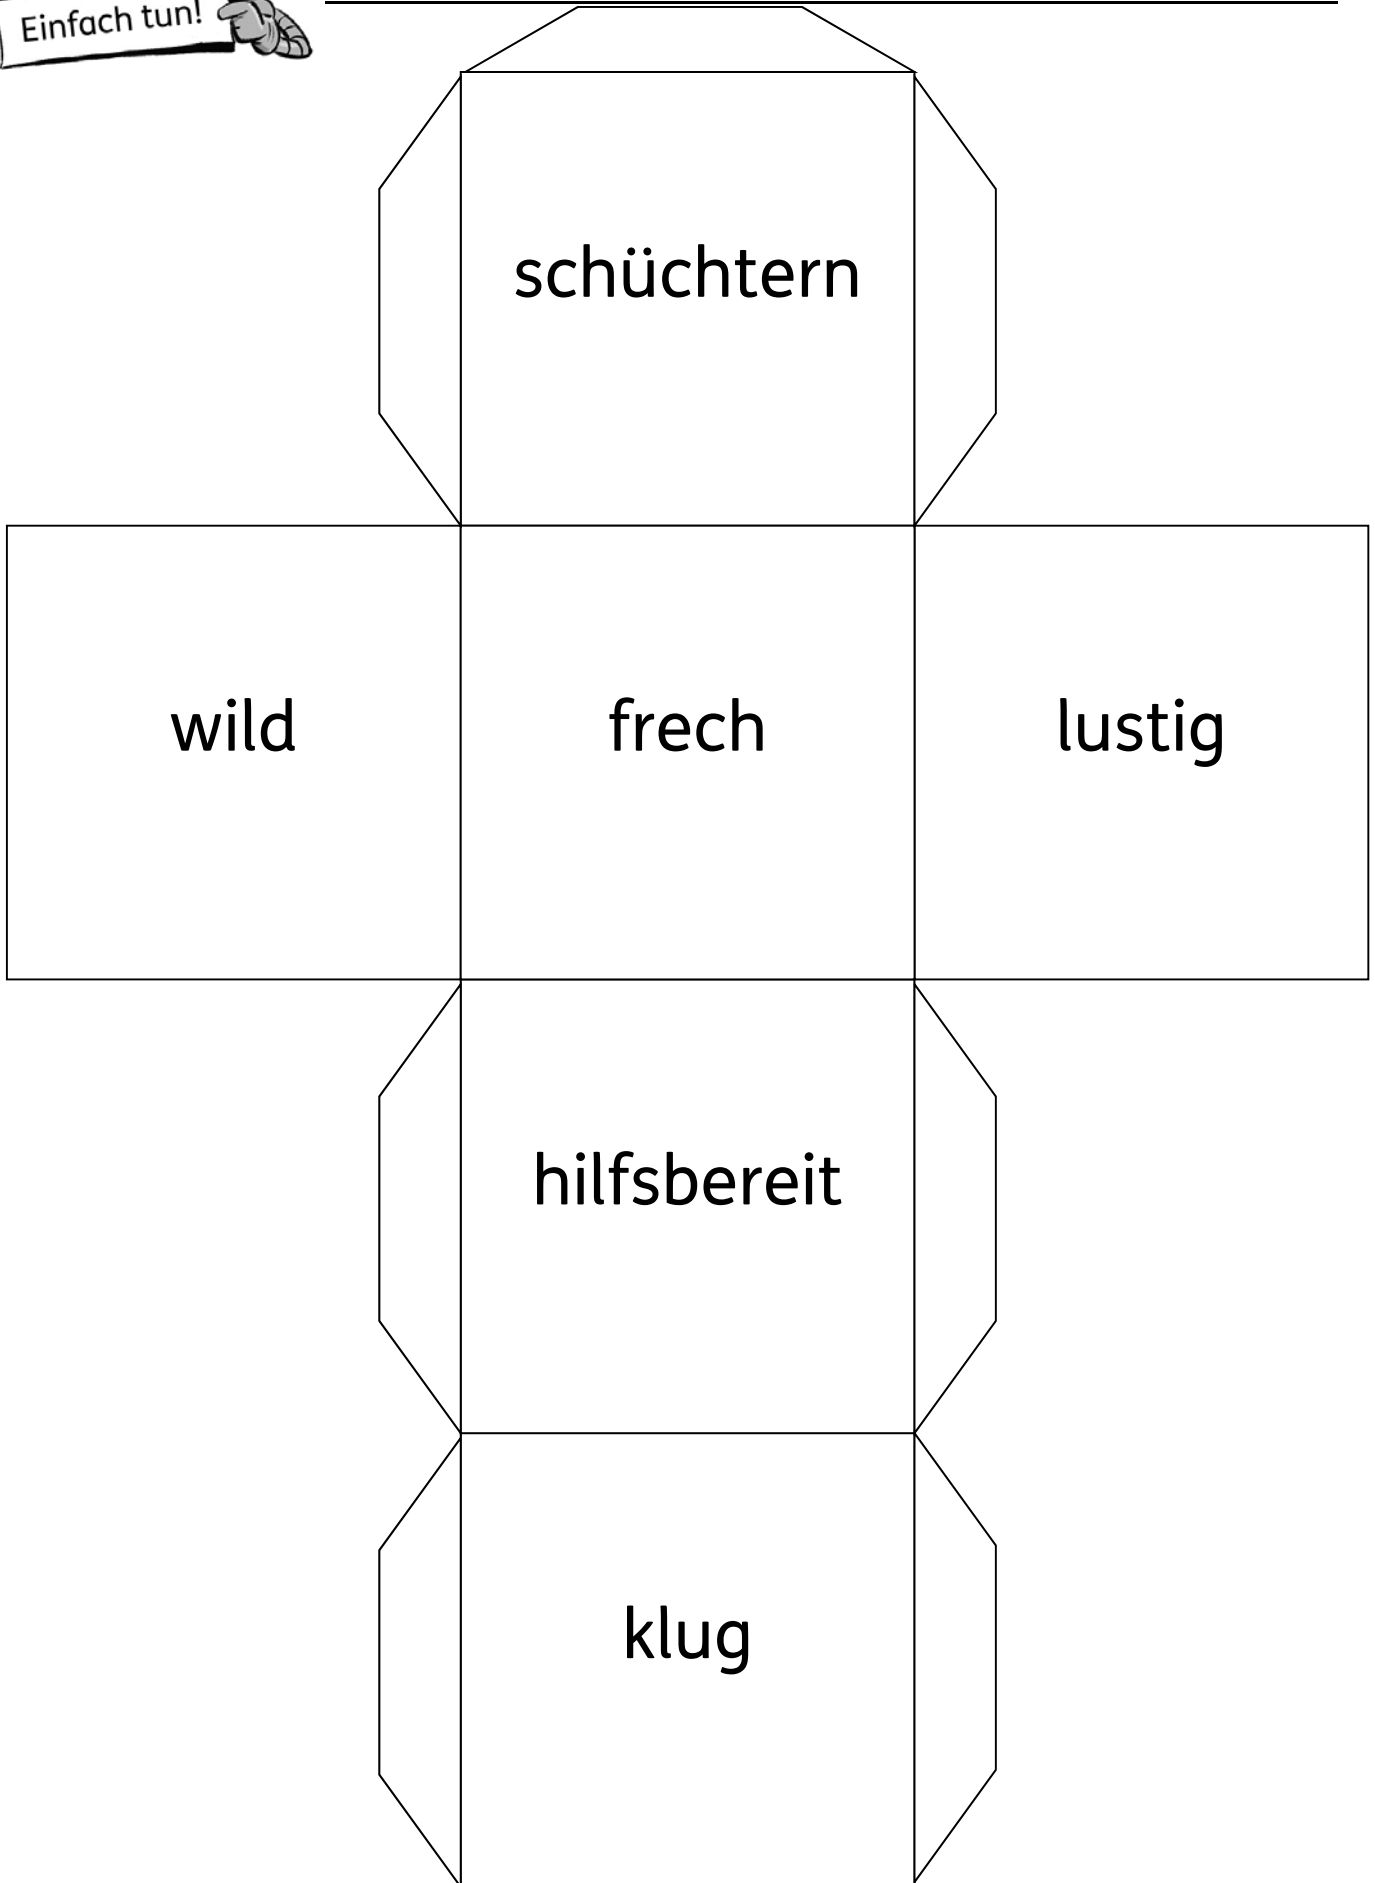 Einfach tun!
schüchtern
wild
frech
lustig
hilfsbereit
klug